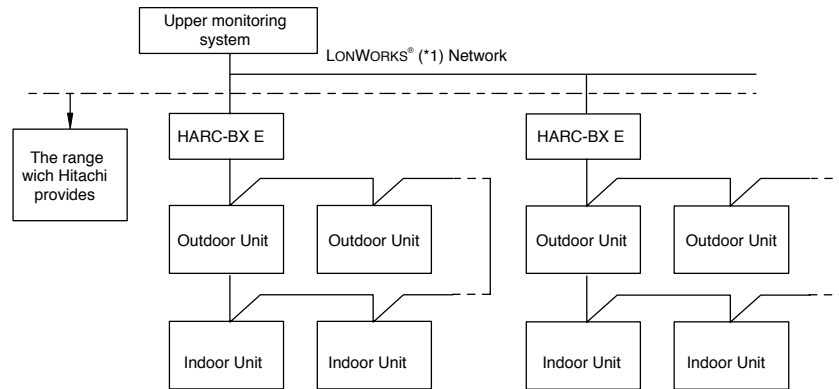 Upper monitoring
system
LONWORKS® (*1) Network
HARC-BX E
HARC-BX E
The range
wich Hitachi
provides
Outdoor Unit
Outdoor Unit
Outdoor Unit
Outdoor Unit
Indoor Unit
Indoor Unit
Indoor Unit
Indoor Unit